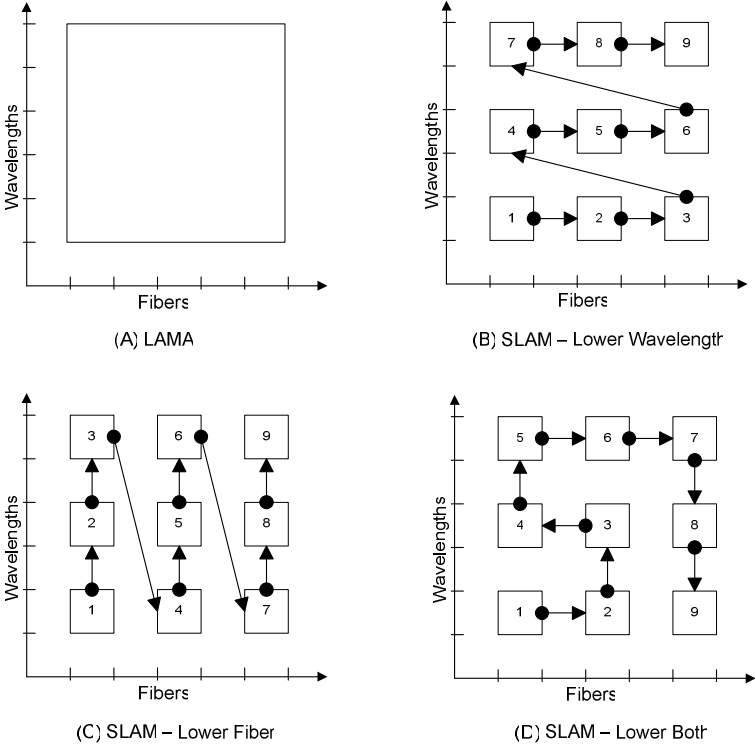 Wavelengths
Fibers
(A) LAMA
Wavelengths
7 8 9
4 5 6
1 2 3
Fibers
(B) SLAM – Lower Wavelength
Wavelengths
3 6 9
2 5 8
1 4 7
Fibers
(C) SLAM – Lower Fiber
Wavelengths
5 6 7
4 3 8
1 2 9
Fibers
(D) SLAM – Lower Both